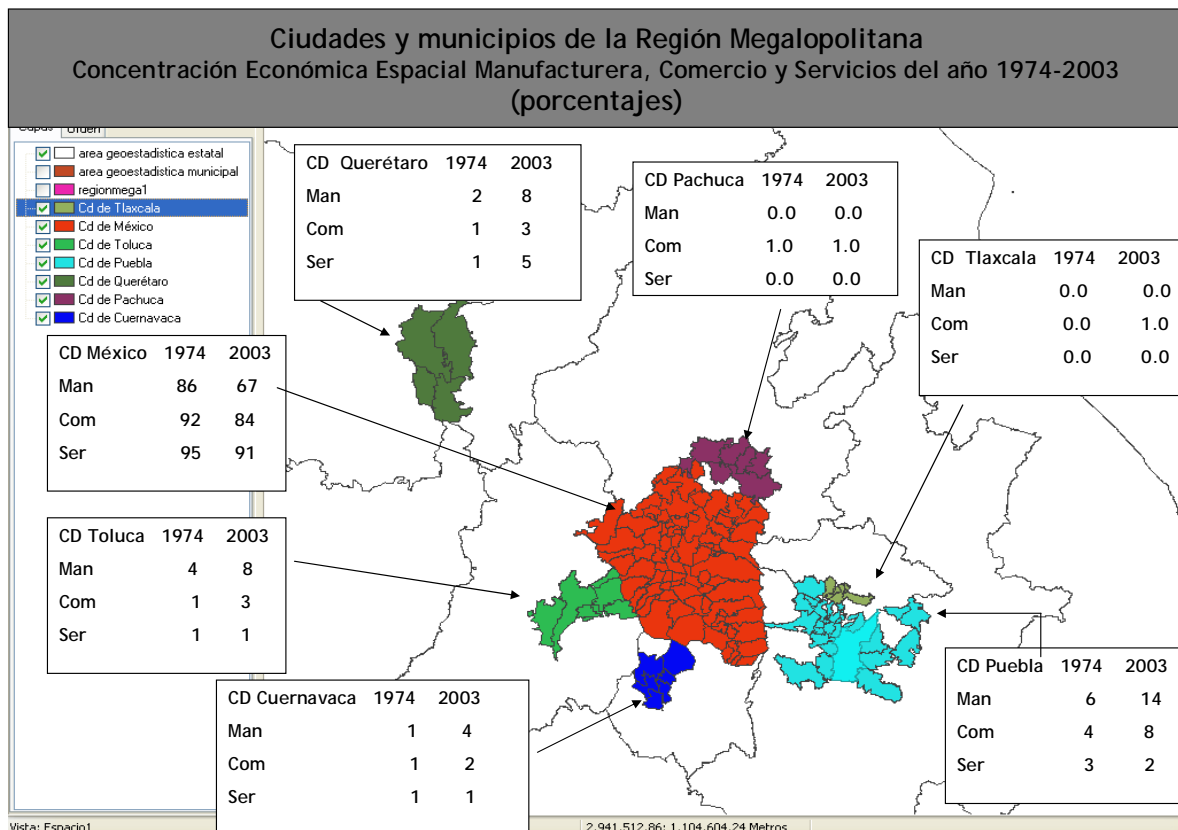 Ciudades y municipios de la Región Megalopolitana
Concentración Económica Espacial Manufacturera, Comercio y Servicios del año 1974-2003
(porcentajes)
Capas Orden
area geoestadistica estatal
area geoestadistica municipal
regionmega1
Cd de Tlaxcala
Cd de México
Cd de Toluca
Cd de Puebla
Cd de Querétaro
Cd de Pachuca
Cd de Cuernavaca
CD Querétaro 1974 2003
Man 2 8
Com 1 3
Ser 1 5
CD Pachuca 1974 2003
Man 0.0 0.0
Com 1.0 1.0
Ser 0.0 0.0
CD Tlaxcala 1974 2003
Man 0.0 0.0
Com 0.0 1.0
Ser 0.0 0.0
CD México 1974 2003
Man 86 67
Com 92 84
Ser 95 91
CD Toluca 1974 2003
Man 4 8
Com 1 3
Ser 1 1
CD Cuernavaca 1974 2003
Man 1 4
Com 1 2
Ser 1 1
CD Puebla 1974 2003
Man 6 14
Com 4 8
Ser 3 2
Vista: Espacio1 2,941,512.86; 1,104,604.24 Metros